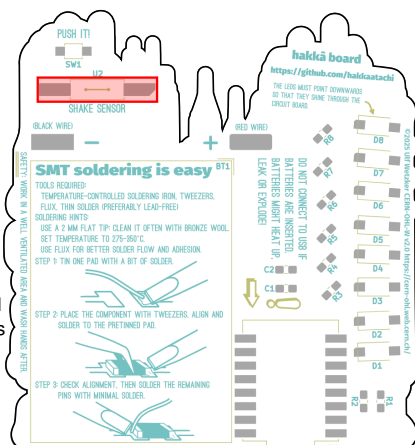 PUSH IT!
SW1
U2
SHAKE SENSOR
(BLACK WIRE)
−
+
(RED WIRE)
hakkā board
https://github.com/hakkaatachi
THE LEDS MUST POINT DOWNWARDS
SO THAT THEY SHINE THROUGH THE
CIRCUIT BOARD.
SMT soldering is easy
BT1
TOOLS REQUIRED:
TEMPERATURE-CONTROLLED SOLDERING IRON, TWEEZERS,
FLUX, THIN SOLDER (PREFERABLY LEAD-FREE)
SOLDERING HINTS:
USE A 2 MM FLAT TIP; CLEAN IT OFTEN WITH BRONZE WOOL.
SET TEMPERATURE TO 275-350°C.
USE FLUX FOR BETTER SOLDER FLOW AND ADHESION.
STEP 1: TIN ONE PAD WITH A BIT OF SOLDER.
STEP 2: PLACE THE COMPONENT WITH TWEEZERS, ALIGN AND
SOLDER TO THE PRETINNED PAD.
STEP 3: CHECK ALIGNMENT, THEN SOLDER THE REMAINING
PINS WITH MINIMAL SOLDER.
SAFETY: WORK IN A WELL VENTILATED AREA AND WASH HANDS AFTER.
s
DO NOT CONNECT TO USB IF
BATTERIES ARE INSERTED.
BATTERIES MIGHT HEAT UP,
LEAK OR EXPLODE!
R8
R7
R6
R5
R4
R3
C2
C1
D8
D7
D6
D5
D4
D3
D2
D1
R2
R1
CERN-OHL-W v2.0
https://cern-ohl.web.cern.ch/